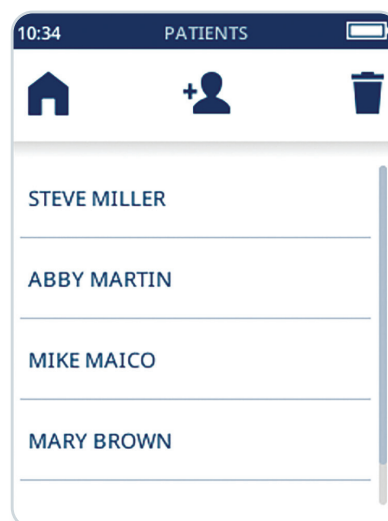 10:34 PATIENTS
STEVE MILLER
ABBY MARTIN
MIKE MAICO
MARY BROWN